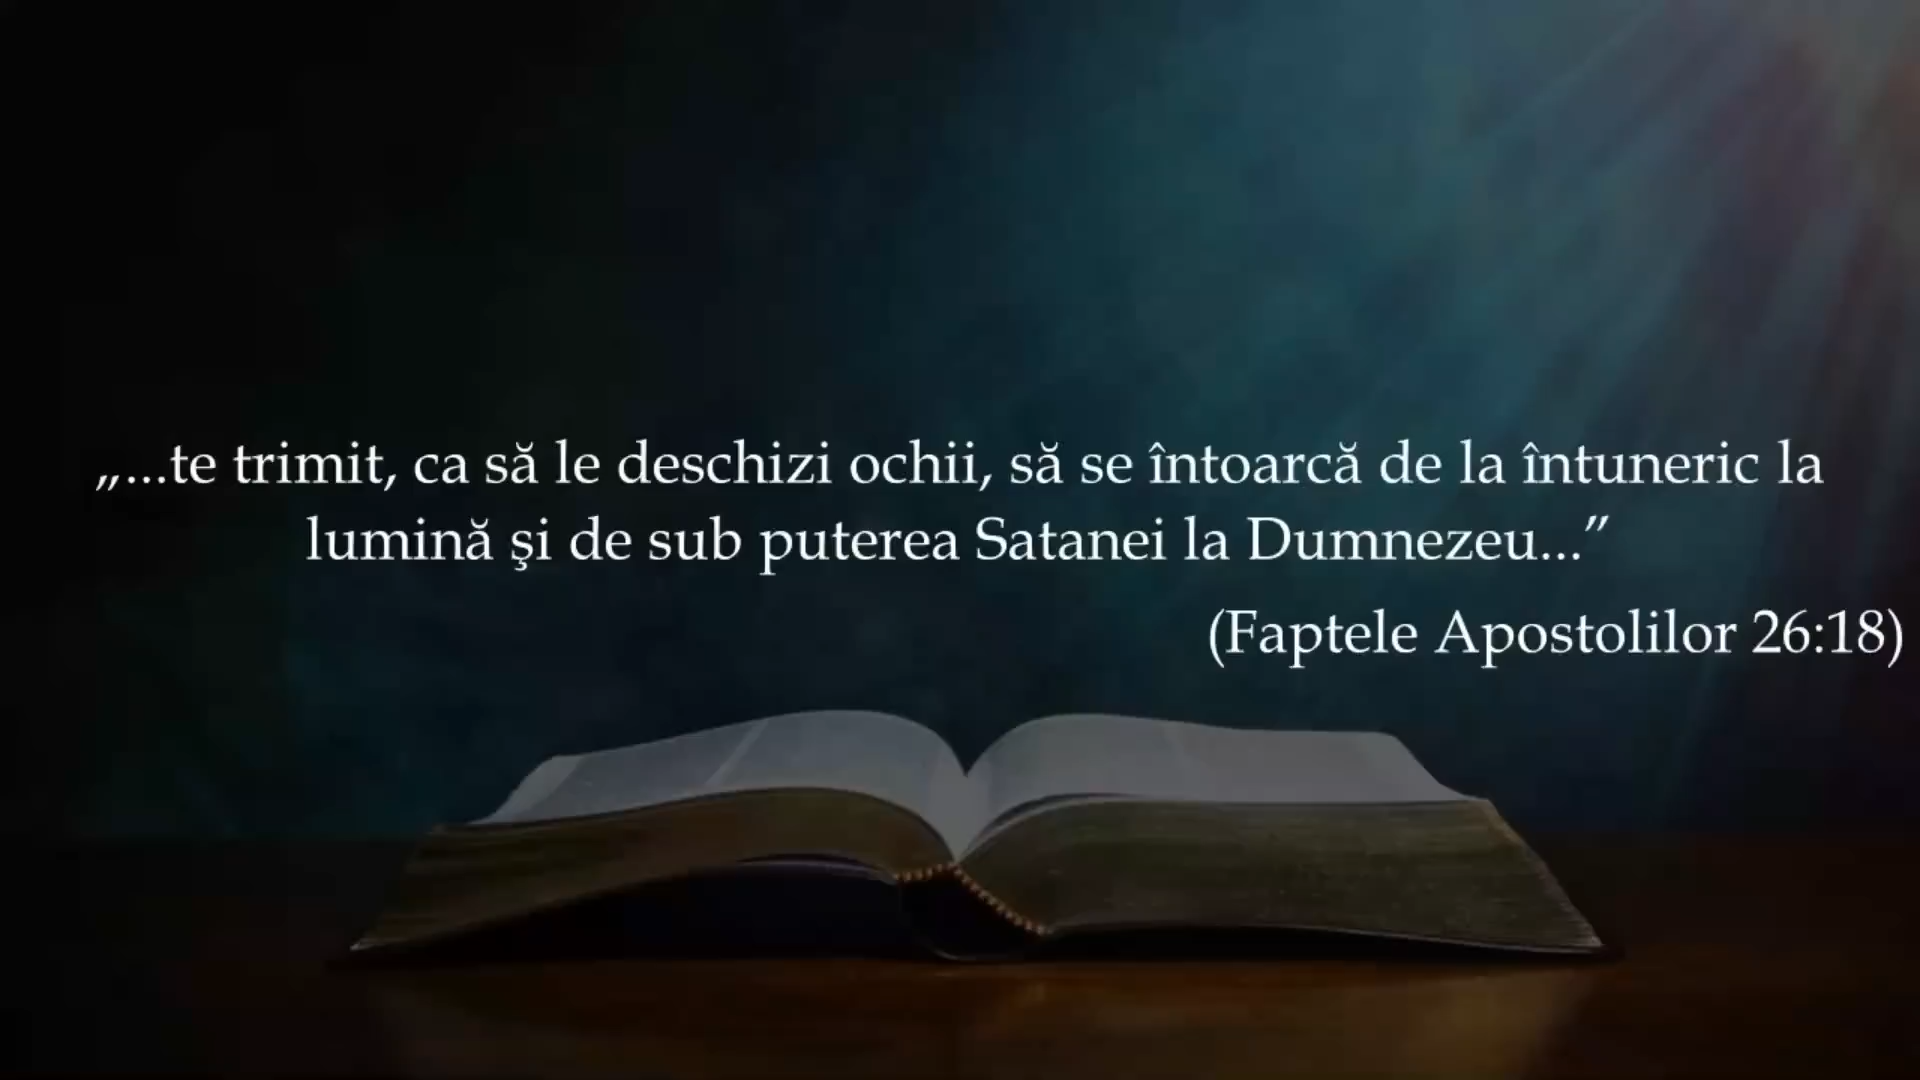 „...te trimit, ca să le deschizi ochii, să se întoarcă de la întuneric la
lumină şi de sub puterea Satanei la Dumnezeu...”
(Faptele Apostolilor 26:18)